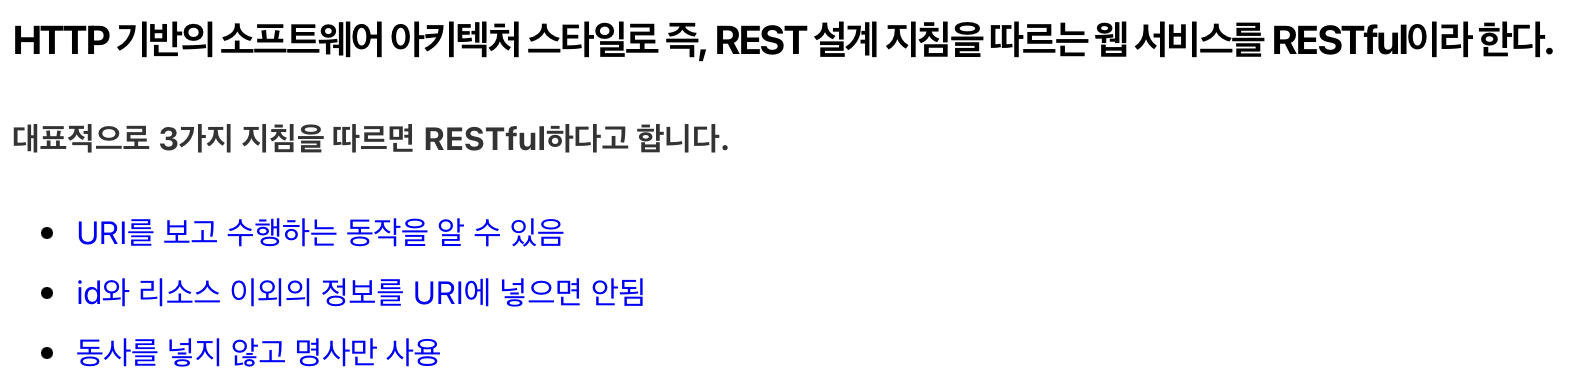 HTTP 기반의 소프트웨어 아키텍처 스타일로 즉, REST 설계 지침을 따르는 웹 서비스를 RESTful이라 한다.
대표적으로 3가지 지침을 따르면 RESTful하다고 합니다.
URI를 보고 수행하는 동작을 알 수 있음
id와 리소스 이외의 정보를 URI에 넣으면 안됨
동사를 넣지 않고 명사만 사용